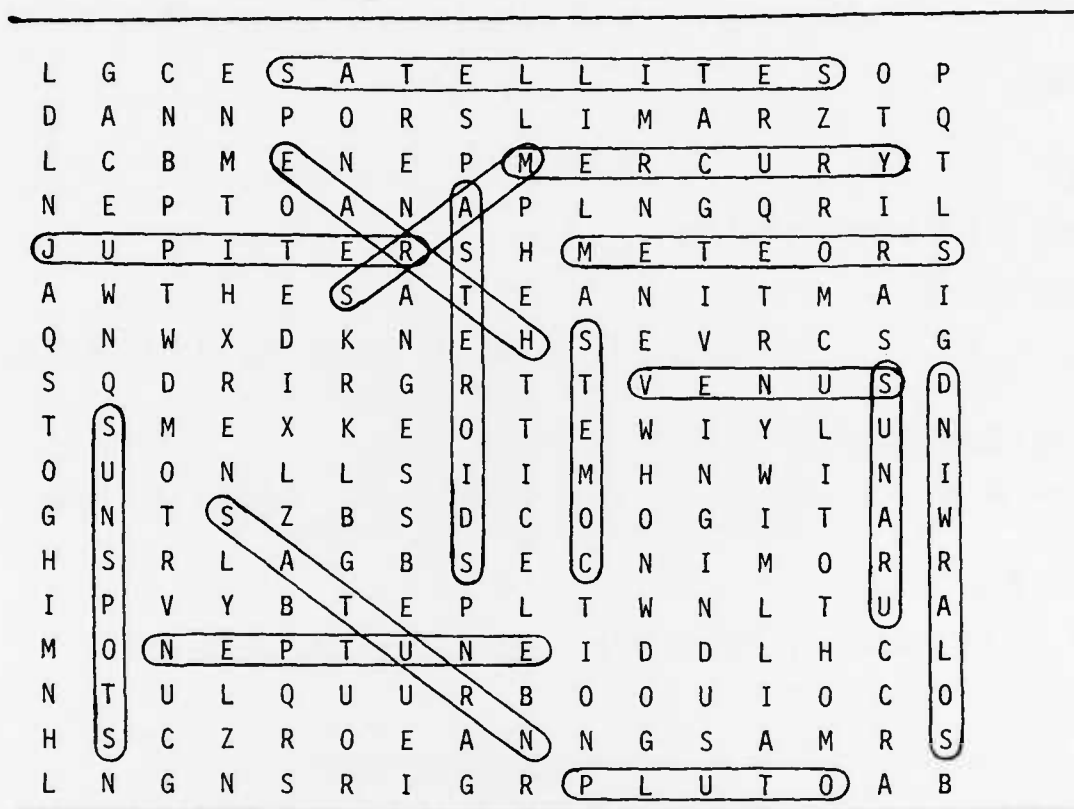 L G C E S A T E L L I T E S O P
D A N N P O R S L I M A R Z T Q
L C B M E N E P M E R C U R Y T
N E P T O A N A P L N G Q R I L
J U P I T E R S H M E T E O R S
A W T H E S A T E A N I T M A I
Q N W X D K N E H S E V R C S G
S Q D R I R G R T T V E N U S D
T S M E X K E O T E W I Y L U N
O U O N L L S I I M H N W I N I
G N T S Z B S D C O O G I T A W
H S R L A G B S E C N I M O R R
I P V Y B T E P L T W N L T U A
M O N E P T U N E I D D L H C L
N T U L Q U U R B O O U I O C O
H S C Z R O E A N N G S A M R S
L N G N S R I G R P L U T O A B